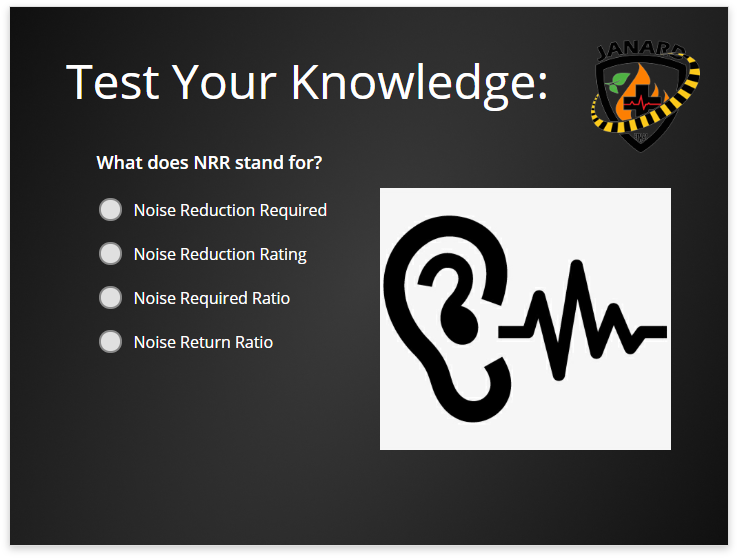 JANARD
Test Your Knowledge:
What does NRR stand for?
Noise Reduction Required
Noise Reduction Rating
Noise Required Ratio
Noise Return Ratio